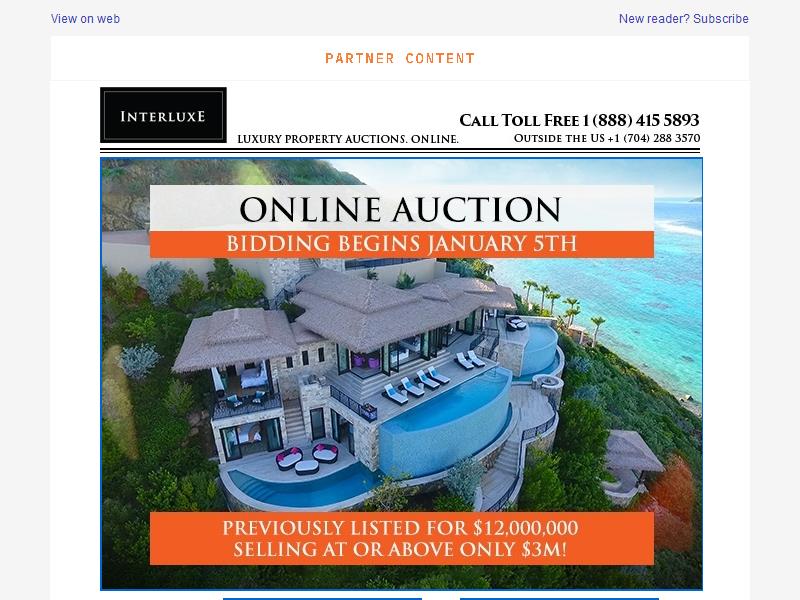 View on web
New reader? Subscribe
PARTNER CONTENT
INTERLUXE
LUXURY PROPERTY AUCTIONS. ONLINE.
CALL TOLL FREE 1 (888) 415 5893
OUTSIDE THE US +1 (704) 288 3570
ONLINE AUCTION
BIDDING BEGINS JANUARY 5TH
PREVIOUSLY LISTED FOR $12,000,000
SELLING AT OR ABOVE ONLY $3M!